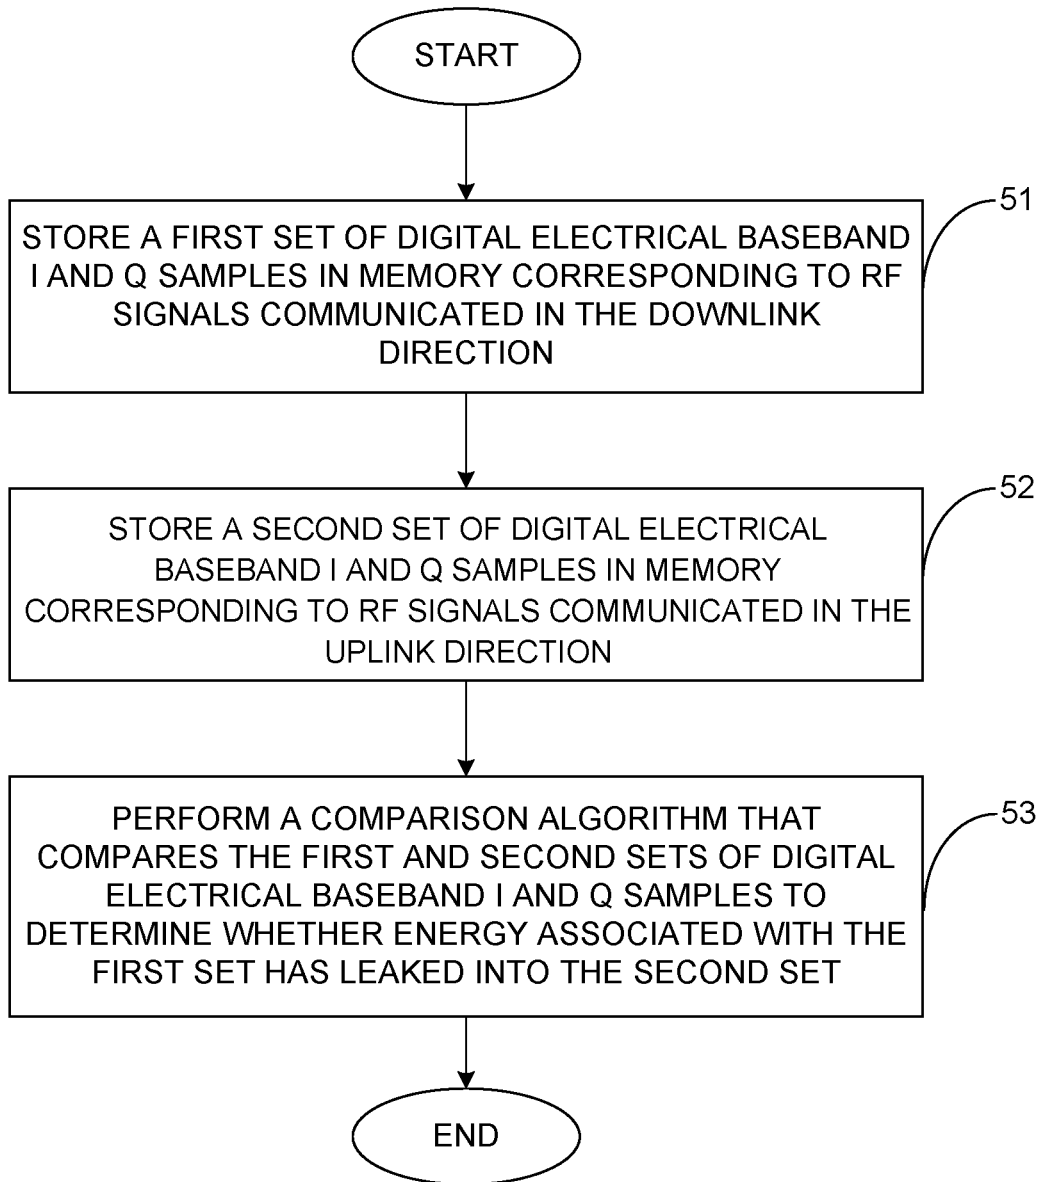 START
51
STORE A FIRST SET OF DIGITAL ELECTRICAL BASEBAND
I AND Q SAMPLES IN MEMORY CORRESPONDING TO RF
SIGNALS COMMUNICATED IN THE DOWNLINK
DIRECTION
52
STORE A SECOND SET OF DIGITAL ELECTRICAL
BASEBAND I AND Q SAMPLES IN MEMORY
CORRESPONDING TO RF SIGNALS COMMUNICATED IN THE
UPLINK DIRECTION
53
PERFORM A COMPARISON ALGORITHM THAT
COMPARES THE FIRST AND SECOND SETS OF DIGITAL
ELECTRICAL BASEBAND I AND Q SAMPLES TO
DETERMINE WHETHER ENERGY ASSOCIATED WITH THE
FIRST SET HAS LEAKED INTO THE SECOND SET
END